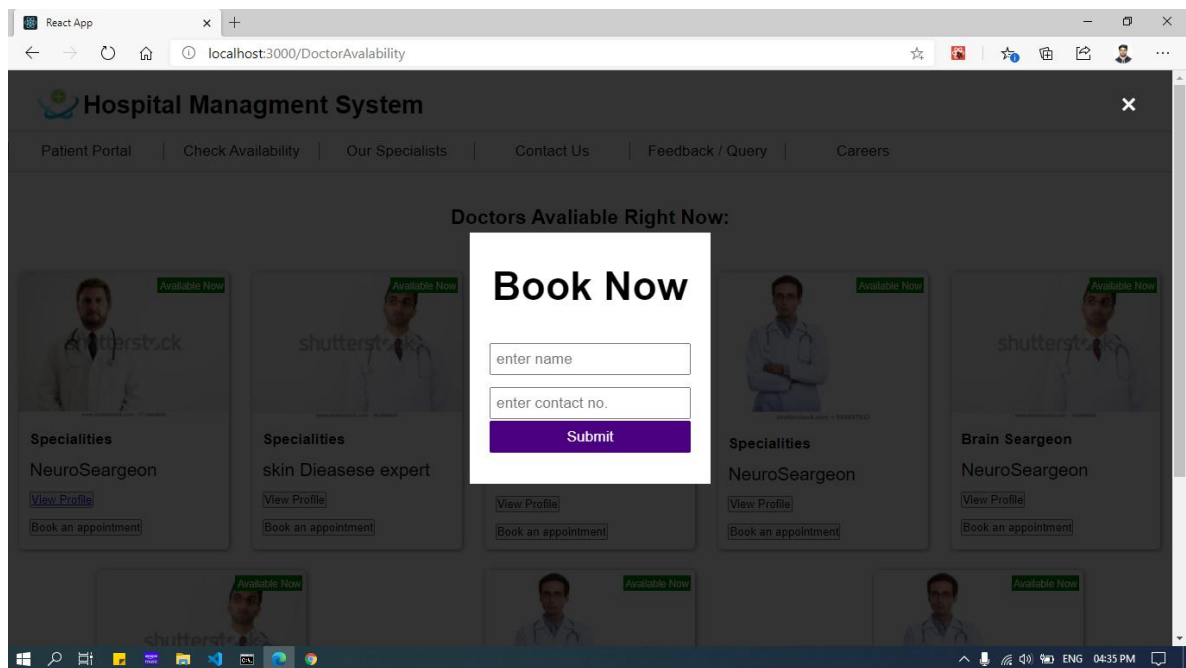 React App
localhost:3000/DoctorAvalability
Hospital Managment System
×
Patient Portal
Check Availability
Our Specialists
Contact Us
Feedback / Query
Careers
Doctors Avaliable Right Now:
Available Now
Available Now
Available Now
Available Now
shutterstock
shutterstock
shutterstock
Book Now
enter name
enter contact no.
Submit
Specialities
NeuroSeargeon
View Profile
Book an appointment
Specialities
skin Dieasese expert
View Profile
Book an appointment
View Profile
Book an appointment
Specialities
NeuroSeargeon
View Profile
Book an appointment
Brain Seargeon
NeuroSeargeon
View Profile
Book an appointment
Available Now
Available Now
Available Now
shutterstock
ENG 04:35 PM